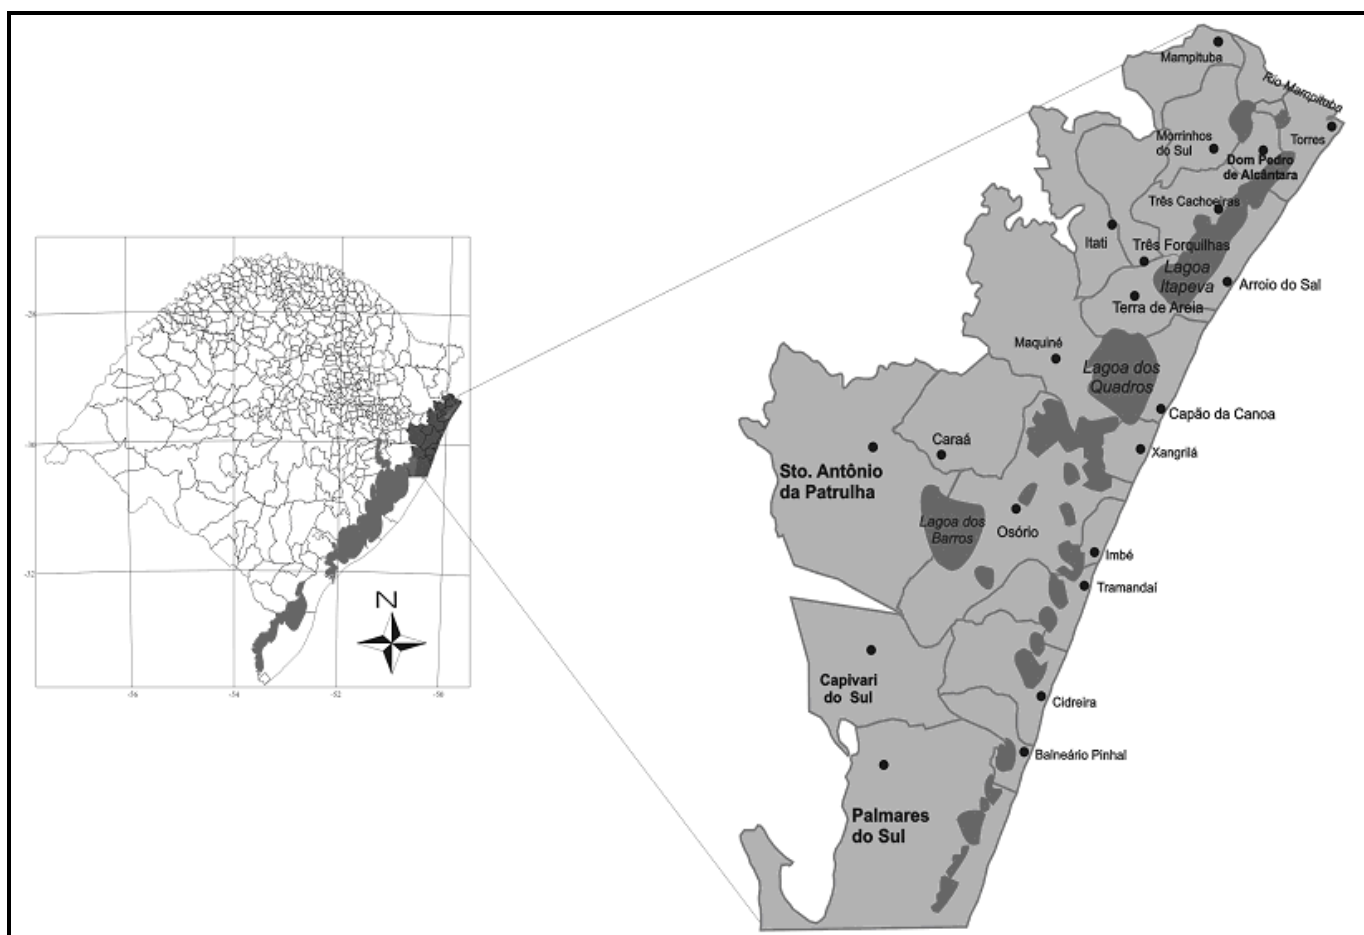 Mampituba
Rio Mampituba
Torres
Morrinhos
do Sul
Dom Pedro
de Alcântara
Três Cachoeiras
Itati
Três Forquilhas
Lagoa
Itapeva
Arroio do Sal
Terra de Areia
Maquiné
Lagoa dos
Quadros
Capão da Canoa
Caraá
Xangrilá
Sto. Antônio
da Patrulha
Lagoa dos
Barros
Osório
Imbé
Tramandaí
Capivari
do Sul
Cidreira
Balneário Pinhal
Palmares
do Sul
N
-30
-56
-54
-52
-50